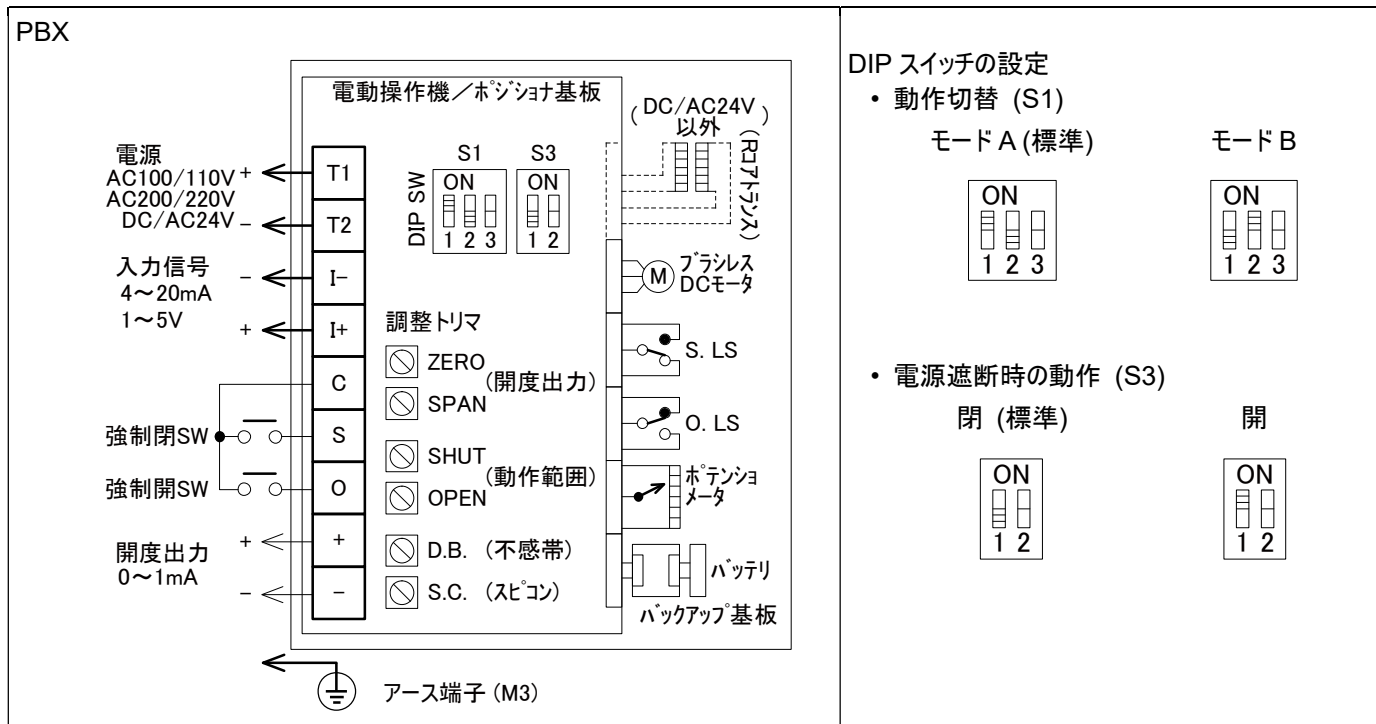 PBX
電動操作機／ポジショナ基板
(DC/AC24V)
以外
(Rコアトランス)
電源
AC100/110V
AC200/220V
DC/AC24V
+
-
T1
T2
入力信号
4～20mA
1～5V
-
+
I-
I+
C
S
O
+
-
強制閉SW
強制開SW
開度出力
0～1mA
+
-
DIP SW
S1
ON
1 2 3
S3
ON
1 2
調整トリマ
ZERO
SPAN
(開度出力)
SHUT
OPEN
(動作範囲)
D.B. (不感帯)
S.C. (スピコン)
M
ブラシレス
DCモータ
S. LS
O. LS
ポテンショ
メータ
バッテリ
バックアップ基板
アース端子 (M3)
DIP スイッチの設定
• 動作切替 (S1)
モード A (標準)
モード B
ON
1 2 3
ON
1 2 3
• 電源遮断時の動作 (S3)
閉 (標準)
開
ON
1 2
ON
1 2